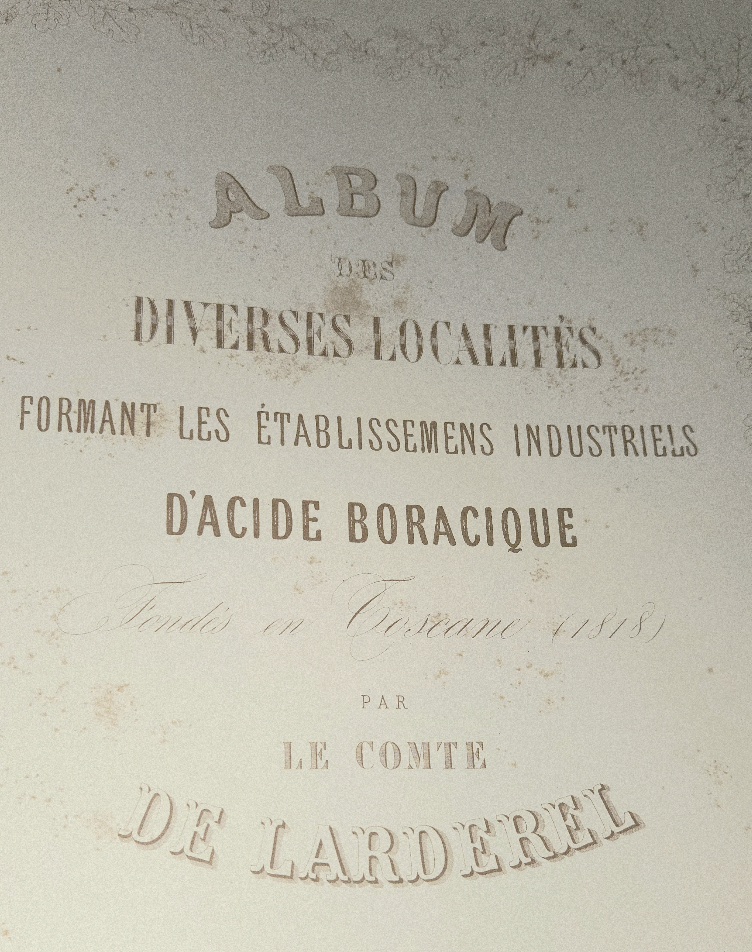 ALBUM
DES
DIVERSES LOCALITÉS
FORMANT LES ÉTABLISSEMENS INDUSTRIELS
D'ACIDE BORACIQUE
Fondés en Toscane (1818)
PAR
LE COMTE
DE LARDEREL